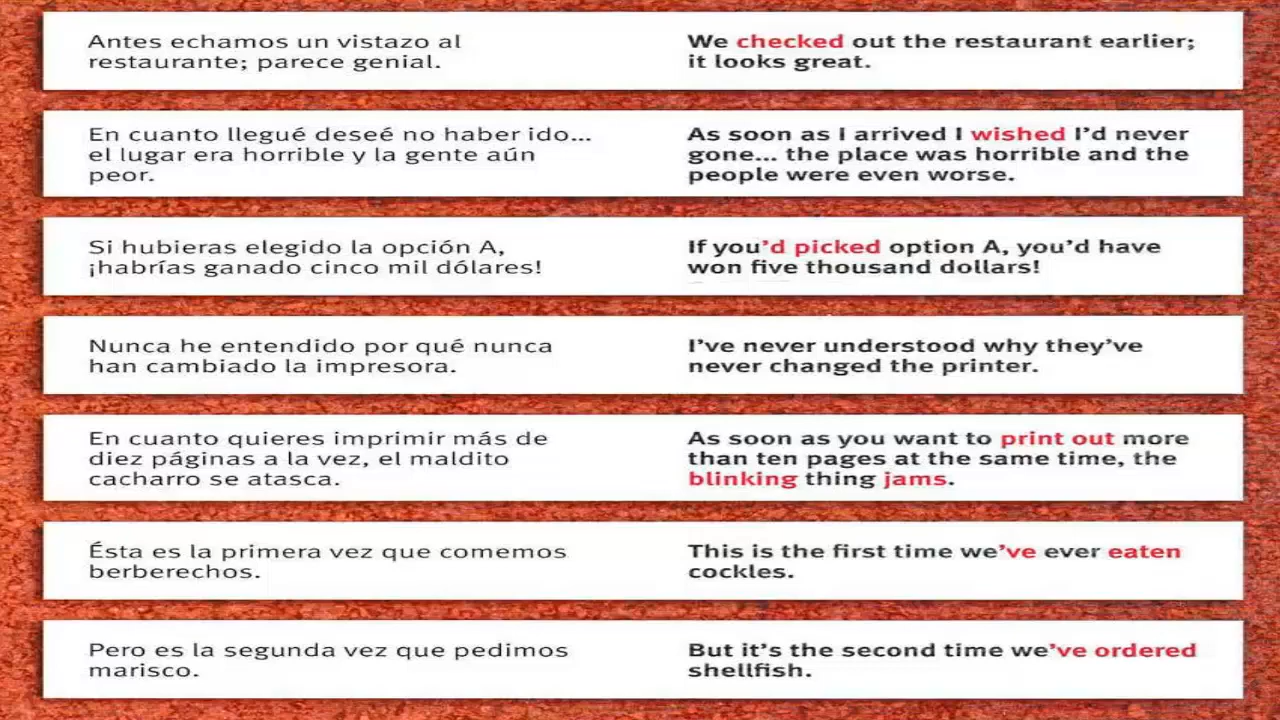 Antes echamos un vistazo al
restaurante; parece genial.
We checked out the restaurant earlier;
it looks great.
En cuanto llegué deseé no haber ido...
el lugar era horrible y la gente aún
peor.
As soon as I arrived I wished I'd never
gone... the place was horrible and the
people were even worse.
Si hubieras elegido la opción A,
¡habrías ganado cinco mil dólares!
If you'd picked option A, you'd have
won five thousand dollars!
Nunca he entendido por qué nunca
han cambiado la impresora.
I've never understood why they've
never changed the printer.
En cuanto quieres imprimir más de
diez páginas a la vez, el maldito
cacharro se atasca.
As soon as you want to print out more
than ten pages at the same time, the
blinking thing jams.
Ésta es la primera vez que comemos
berberechos.
This is the first time we've ever eaten
cockles.
Pero es la segunda vez que pedimos
marisco.
But it's the second time we've ordered
shellfish.